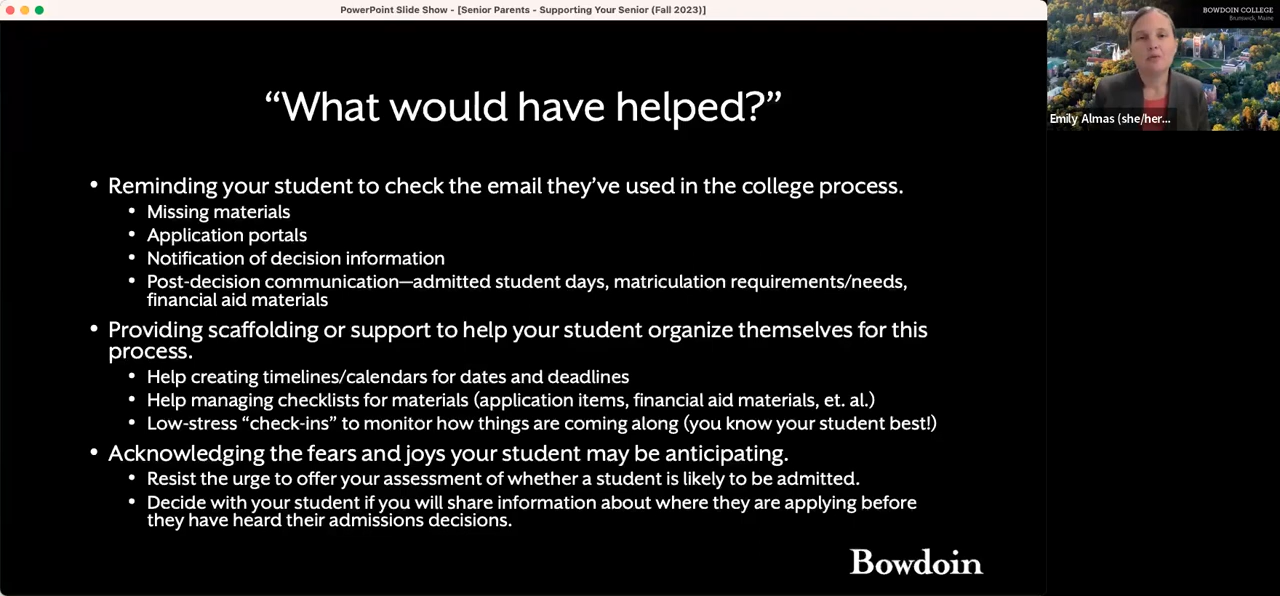 PowerPoint Slide Show - [Senior Parents - Supporting Your Senior (Fall 2023)]
BOWDOIN COLLEGE
Brunswick, Maine
Emily Almas (she/her...
“What would have helped?”
• Reminding your student to check the email they’ve used in the college process.
• Missing materials
• Application portals
• Notification of decision information
• Post-decision communication—admitted student days, matriculation requirements/needs,
financial aid materials
• Providing scaffolding or support to help your student organize themselves for this
process.
• Help creating timelines/calendars for dates and deadlines
• Help managing checklists for materials (application items, financial aid materials, et. al.)
• Low-stress “check-ins” to monitor how things are coming along (you know your student best!)
• Acknowledging the fears and joys your student may be anticipating.
• Resist the urge to offer your assessment of whether a student is likely to be admitted.
• Decide with your student if you will share information about where they are applying before
they have heard their admissions decisions.
Bowdoin